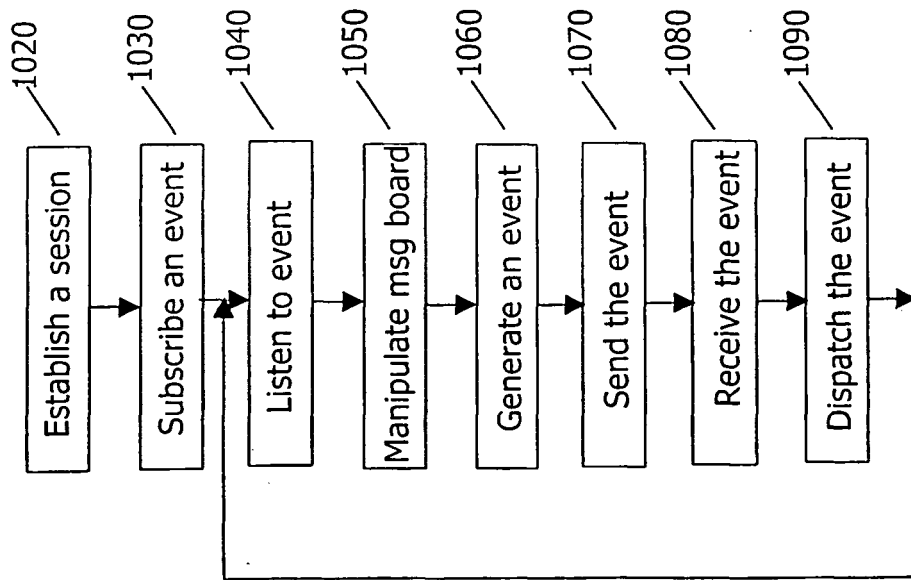 Establish a session 1020
Subscribe an event 1030
Listen to event 1040
Manipulate msg board 1050
Generate an event 1060
Send the event 1070
Receive the event 1080
Dispatch the event 1090